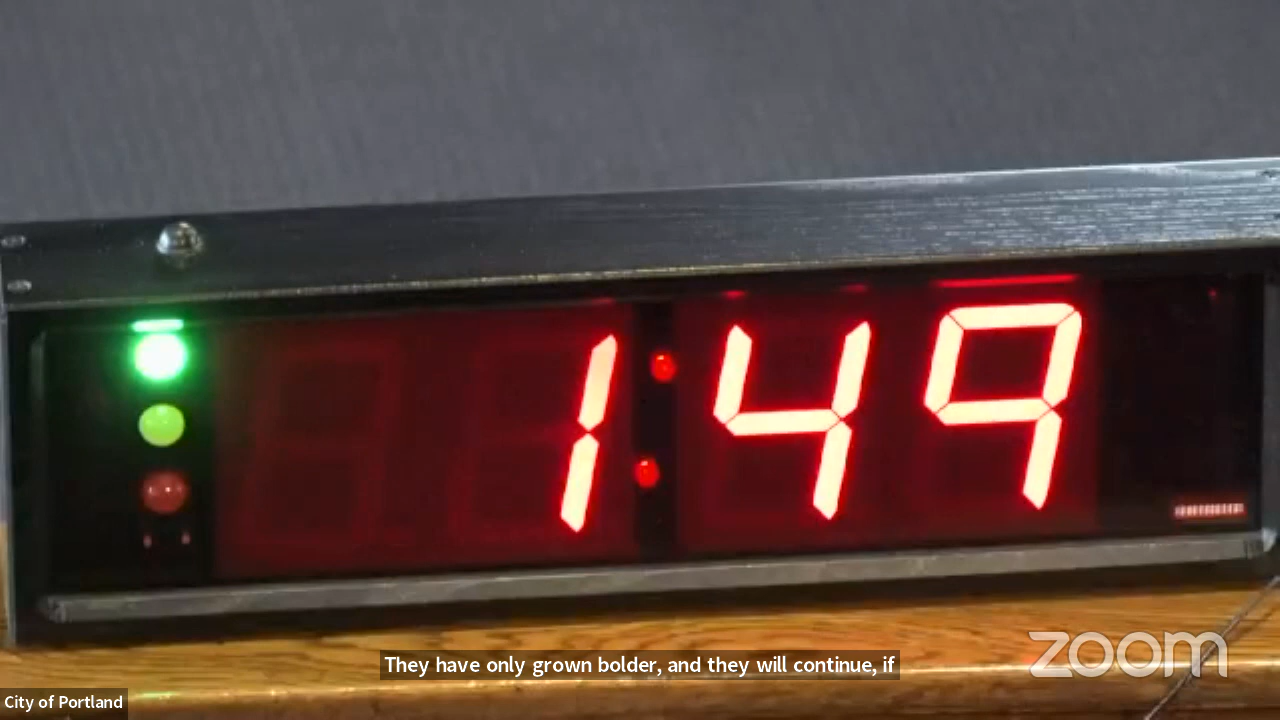 1:49
They have only grown bolder, and they will continue, if
zoom
City of Portland